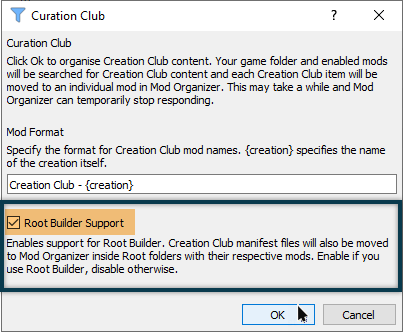 Curation Club
Curation Club
Click Ok to organise Creation Club content. Your game folder and enabled mods
will be searched for Creation Club content and each Creation Club item will be
moved to an individual mod in Mod Organizer. This may take a while and Mod
Organizer can temporarily stop responding.
Mod Format
Specify the format for Creation Club mod names. {creation} specifies the name
of the creation itself.
Creation Club - {creation}
Root Builder Support
Enables support for Root Builder. Creation Club manifest files will also be moved
to Mod Organizer inside Root folders with their respective mods. Enable if you
use Root Builder, disable otherwise.
OK
Cancel